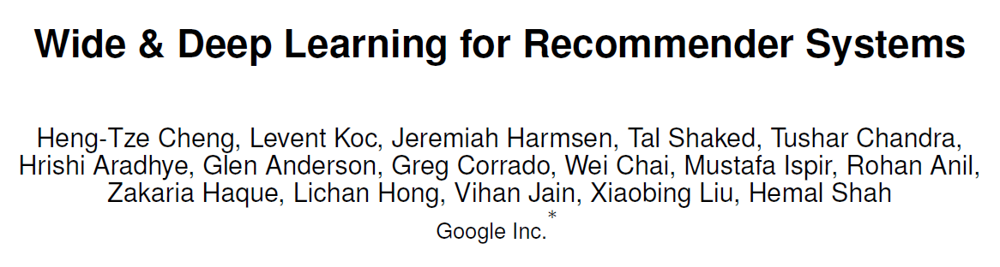 Wide & Deep Learning for Recommender Systems
Heng-Tze Cheng, Levent Koc, Jeremiah Harmsen, Tal Shaked, Tushar Chandra,
Hrishi Aradhye, Glen Anderson, Greg Corrado, Wei Chai, Mustafa Ispir, Rohan Anil,
Zakaria Haque, Lichan Hong, Vihan Jain, Xiaobing Liu, Hemal Shah
Google Inc.*